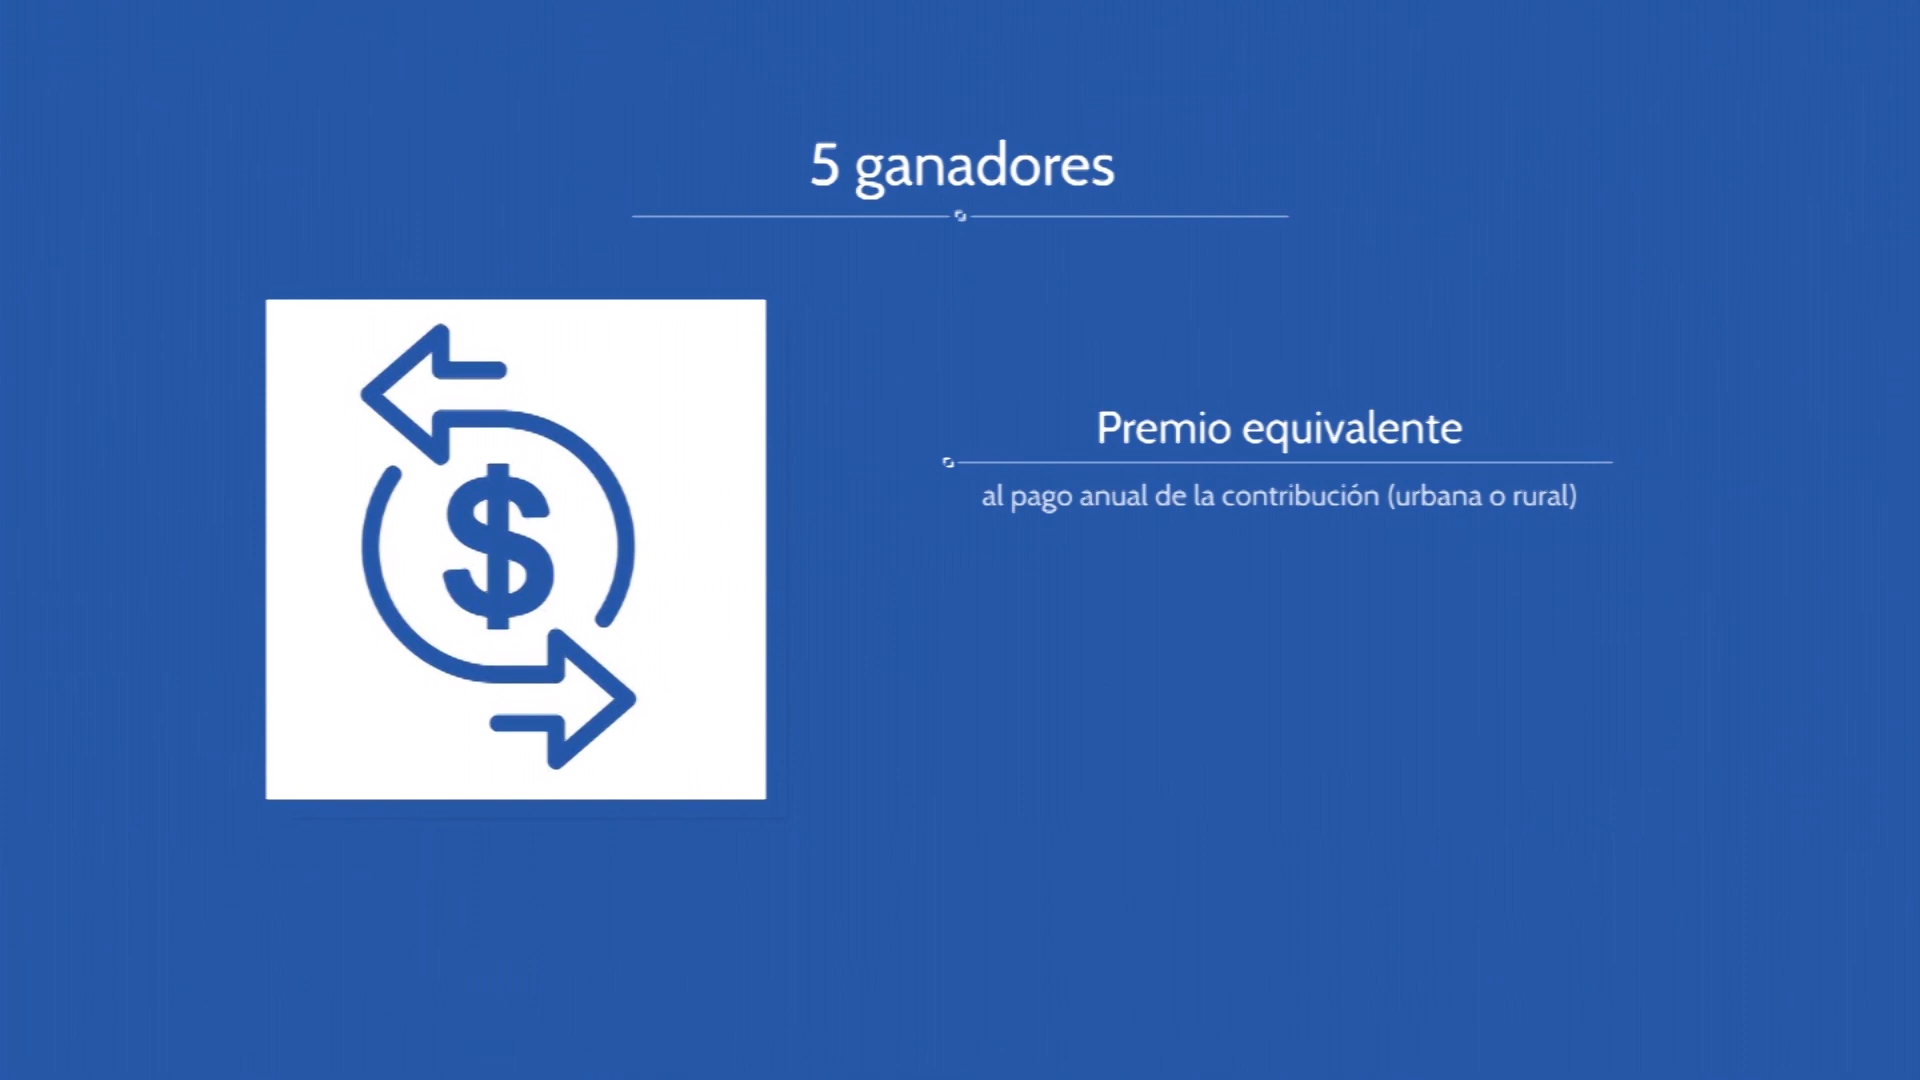 5 ganadores
$
Premio equivalente
al pago anual de la contribución (urbana o rural)